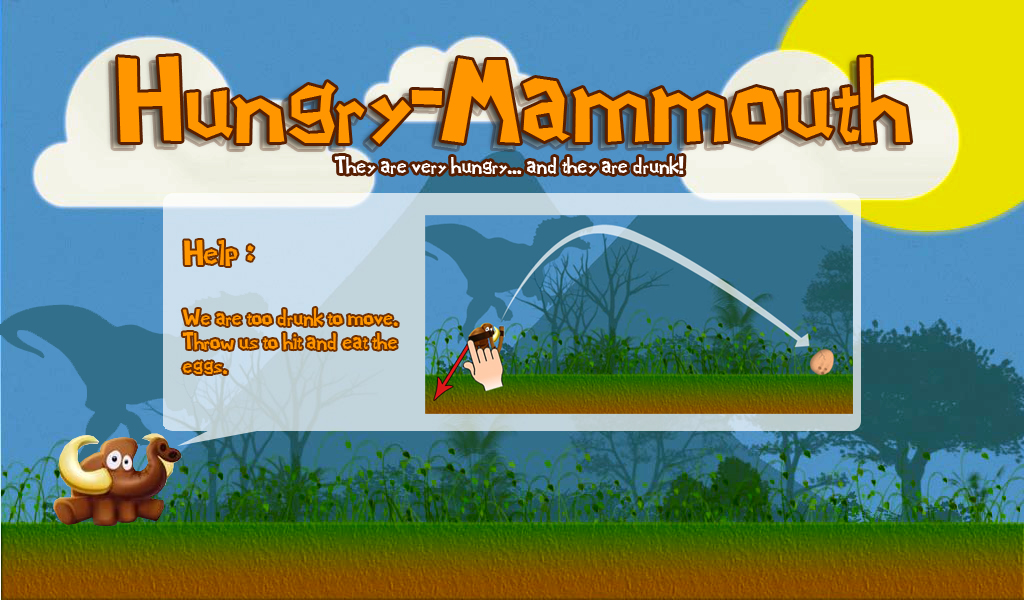 Hungry-Mammouth
They are very hungry... and they are drunk!
Help :
We are too drunk to move.
Throw us to hit and eat the
eggs.